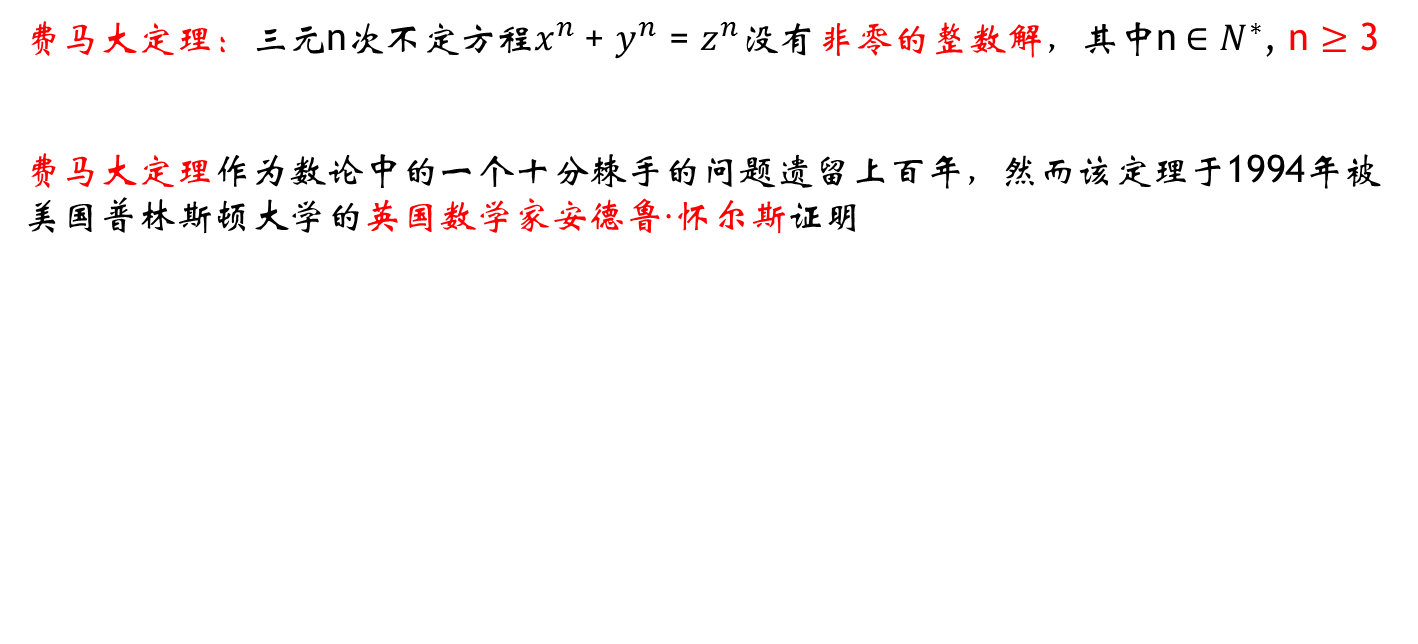 费马大定理：三元n次不定方程xⁿ + yⁿ = zⁿ没有非零的整数解，其中n ∈ N*, n ≥ 3
费马大定理作为数论中的一个十分棘手的问题遗留上百年，然而该定理于1994年被
美国普林斯顿大学的英国数学家安德鲁·怀尔斯证明